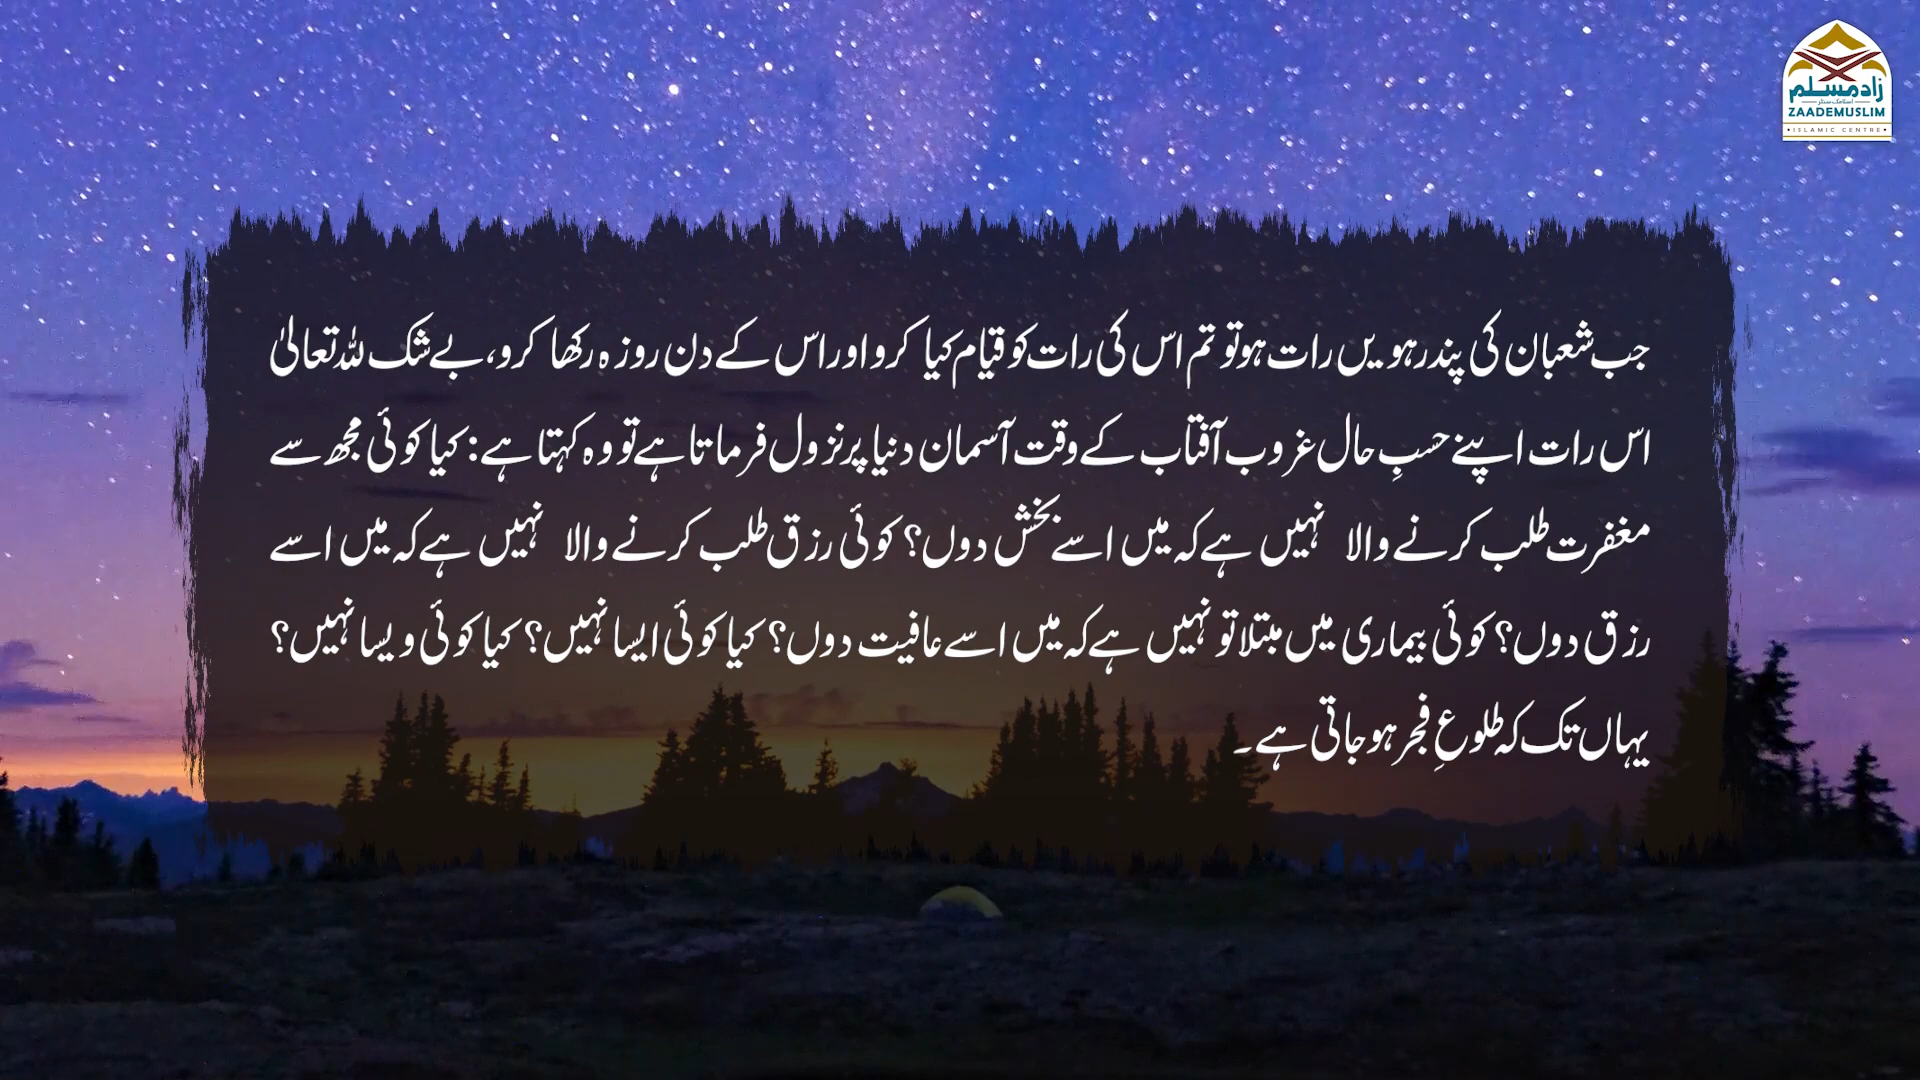 زادمسلم
اسلامک سنٹر
ZAADEMUSLIM
• ISLAMIC CENTRE •
جب شعبان کی پندرہویں رات ہو تو تم اس کی رات کو قیام کیا کرو اور اس کے دن روزہ رکھا کرو، بے شک للہ تعالیٰ
اس رات اپنے حسبِ حال غروب آفتاب کے وقت آسمان دنیا پر نزول فرماتا ہے تو وہ کہتا ہے: کیا کوئی مجھ سے
مغفرت طلب کرنے والا نہیں ہے کہ میں اسے بخش دوں؟ کوئی رزق طلب کرنے والا نہیں ہے کہ میں اسے
رزق دوں؟ کوئی بیماری میں مبتلا تو نہیں ہے کہ میں اسے عافیت دوں؟ کیا کوئی ایسا نہیں؟ کیا کوئی ویسا نہیں؟
یہاں تک کہ طلوعِ فجر ہو جاتی ہے۔